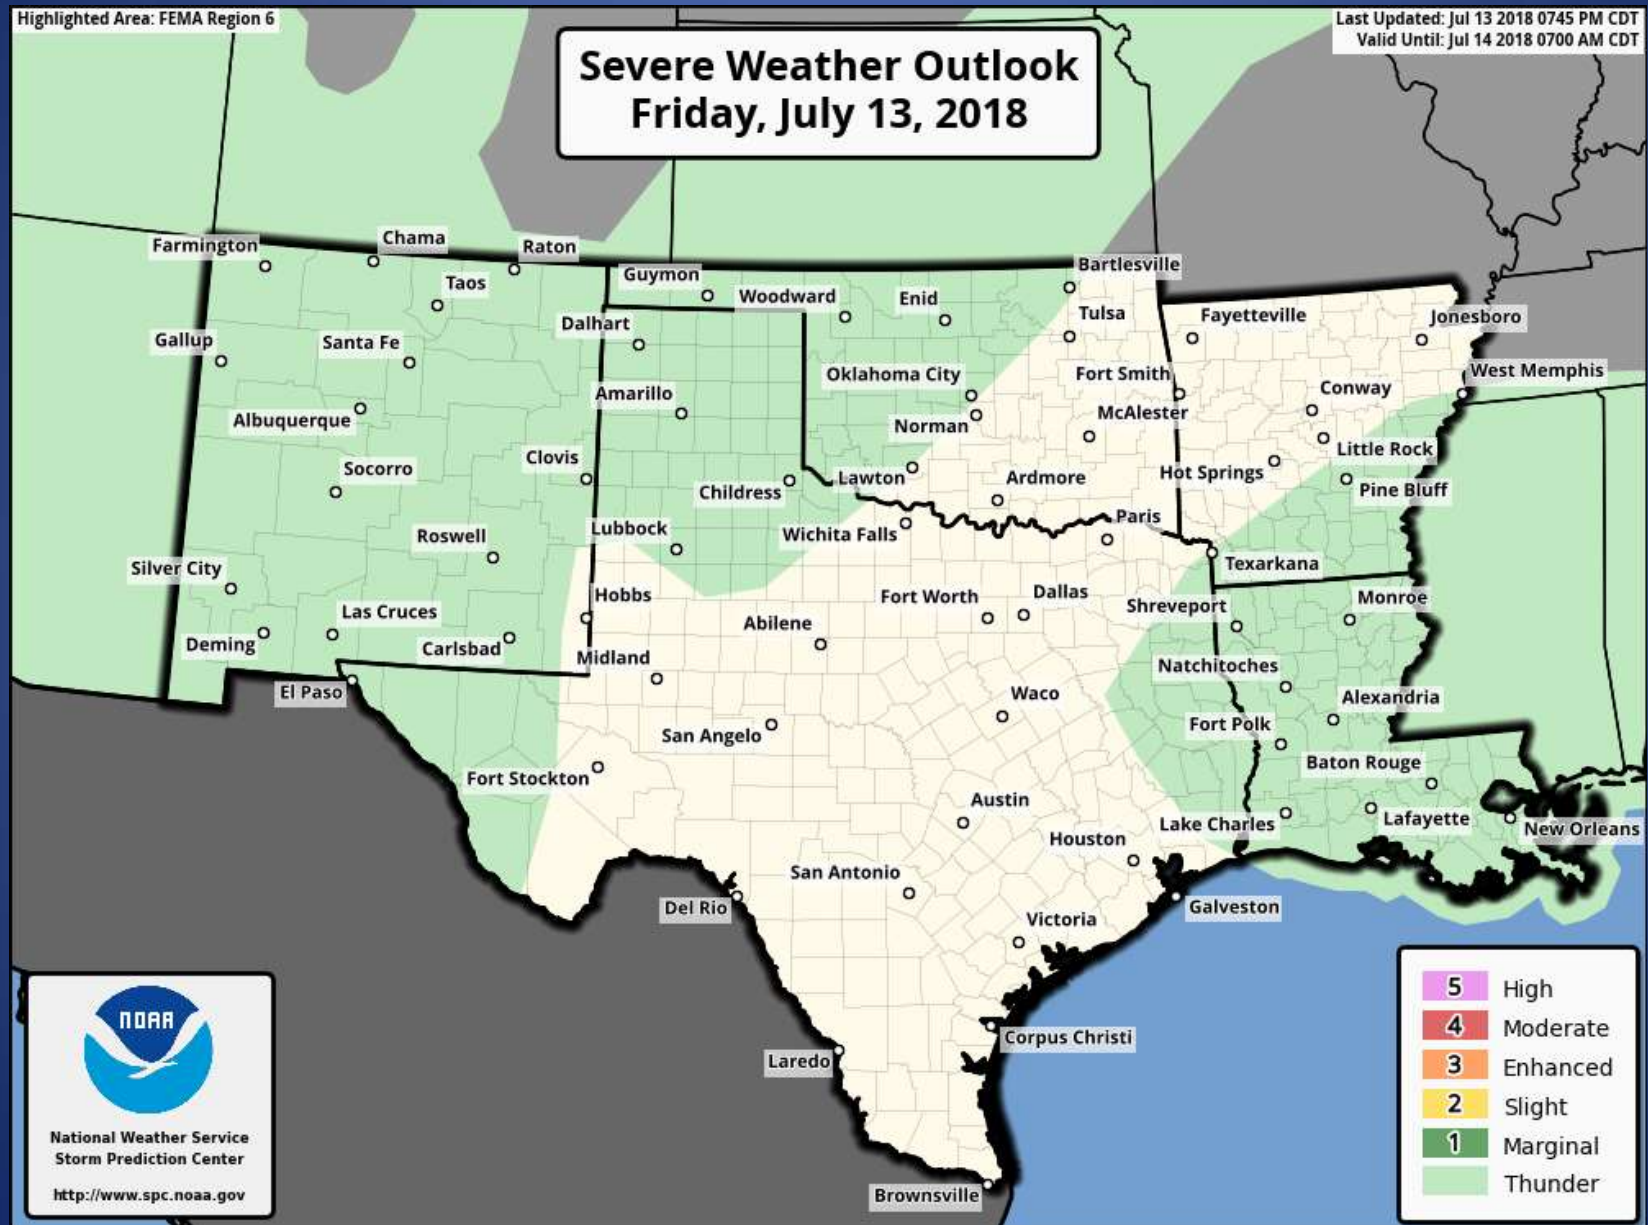 Highlighted Area: FEMA Region 6
Last Updated: Jul 13 2018 0745 PM CDT
Valid Until: Jul 14 2018 0700 AM CDT
Severe Weather Outlook
Friday, July 13, 2018
Farmington
Chama
Raton
Taos
Guymon
Woodward
Enid
Bartlesville
Tulsa
Fayetteville
Jonesboro
Gallup
Santa Fe
Dalhart
Oklahoma City
Fort Smith
West Memphis
Albuquerque
Amarillo
Norman
McAlester
Conway
Little Rock
Socorro
Clovis
Childress
Lawton
Ardmore
Hot Springs
Pine Bluff
Roswell
Lubbock
Wichita Falls
Paris
Texarkana
Silver City
Las Cruces
Hobbs
Abilene
Fort Worth
Dallas
Shreveport
Monroe
Deming
Carlsbad
Midland
Natchitoches
El Paso
San Angelo
Waco
Alexandria
Fort Polk
Fort Stockton
Baton Rouge
Austin
Houston
Lake Charles
Lafayette
New Orleans
San Antonio
Del Rio
Galveston
Victoria
Corpus Christi
Laredo
Brownsville
NOAA
National Weather Service
Storm Prediction Center
http://www.spc.noaa.gov
5 High
4 Moderate
3 Enhanced
2 Slight
1 Marginal
Thunder